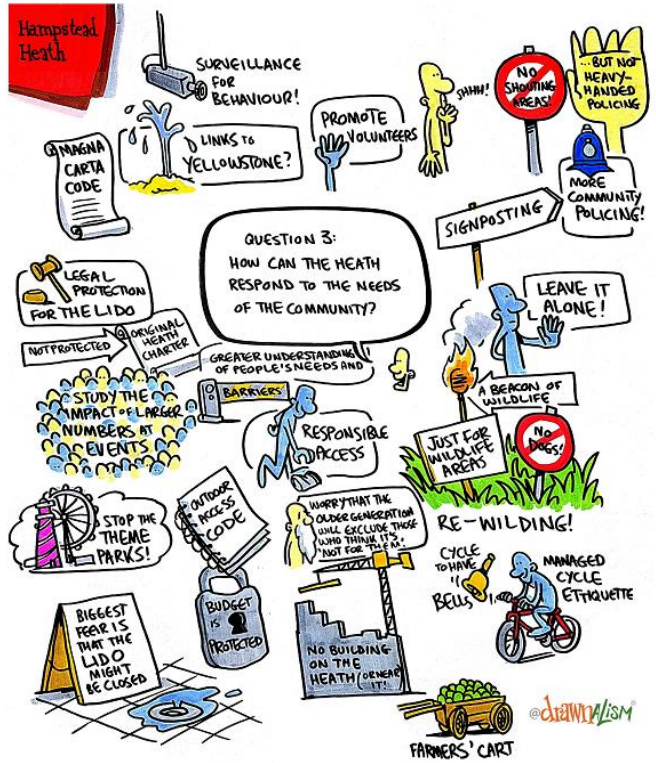 Hampstead
Heath
SURVEILLANCE
FOR
BEHAVIOUR!
LINKS TO
YELLOWSTONE?
MAGNA
CARTA
CODE
PROMOTE
VOLUNTEERS
SHHH!
NO
SHOUTING
AREAS!
...BUT NOT
HEAVY-
HANDED
POLICING
MORE
COMMUNITY
POLICING!
SIGNPOSTING
QUESTION 3:
HOW CAN THE HEATH
RESPOND TO THE NEEDS
OF THE COMMUNITY?
LEGAL
PROTECTION
FOR THE LIDO
NOT PROTECTED
ORIGINAL
HEATH
CHARTER
GREATER UNDERSTANDING
OF PEOPLE'S NEEDS AND
BARRIERS
STUDY THE
IMPACT OF LARGER
NUMBERS AT
EVENTS
RESPONSIBLE
ACCESS
LEAVE IT
ALONE!
A BEACON OF
WILDLIFE
JUST FOR
WILDLIFE
AREAS
NO
DOGS!
RE-WILDING!
STOP THE
THEME
PARKS!
OUTDOOR
ACCESS
CODE
WORRY THAT THE
OLDER GENERATION
WILL EXCLUDE THOSE
WHO THINK IT'S
NOT FOR THEM.
CYCLE
TO HAVE
BELLS
MANAGED
CYCLE
ETTIQUETTE
BIGGEST
FEER IS
THAT THE
LIDO
MIGHT
BE CLOSED
BUDGET
IS
PROTECTED
NO BUILDING
ON THE
HEATH (OR NEAR
IT!)
FARMERS' CART
@drawnalism